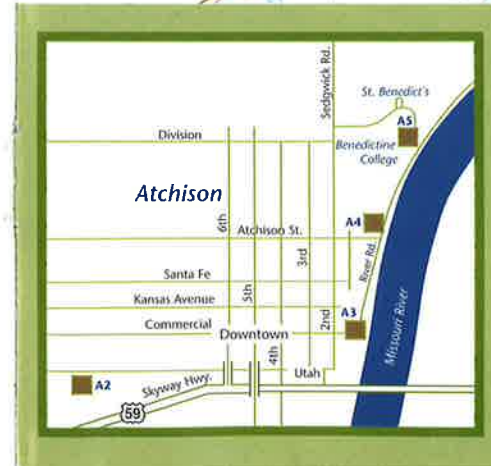 Sedgwick Rd.
St. Benedict's
A5
Division
Benedictine
College
Atchison
6th
A4
Atchison St.
3rd
River Rd.
Santa Fe
5th
Kansas Avenue
2nd
A3
Commercial
Downtown
Missouri River
4th
Utah
A2
Skyway Hwy.
59